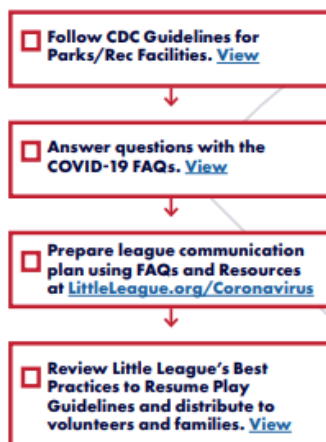 Follow CDC Guidelines for
Parks/Rec Facilities. View
Answer questions with the
COVID-19 FAQs. View
Prepare league communication
plan using FAQs and Resources
at LittleLeague.org/Coronavirus
Review Little League's Best
Practices to Resume Play
Guidelines and distribute to
volunteers and families. View